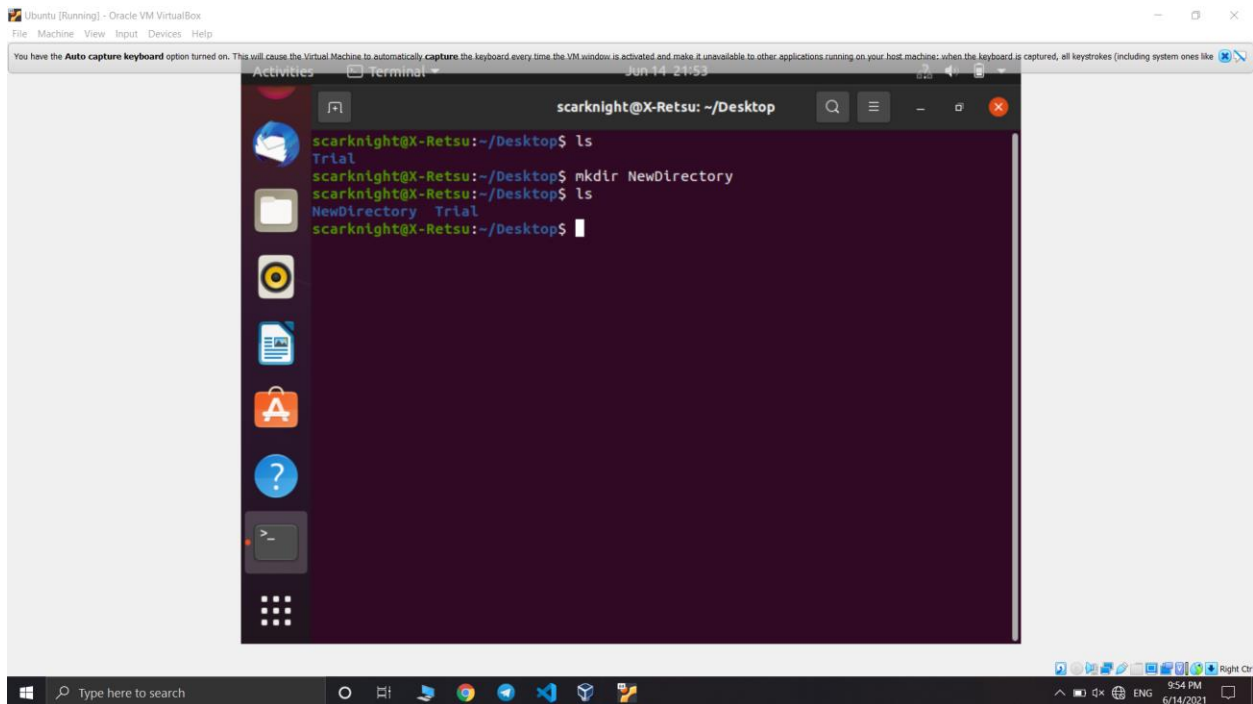 Ubuntu [Running] - Oracle VM VirtualBox
File Machine View Input Devices Help
You have the Auto capture keyboard option turned on. This will cause the Virtual Machine to automatically capture the keyboard every time the VM window is activated and make it unavailable to other applications running on your host machine: when the keyboard is captured, all keystrokes (including system ones like
Activities Terminal Jun 14 21:53
scarknight@X-Retsu: ~/Desktop
scarknight@X-Retsu:~/Desktop$ ls
Trial
scarknight@X-Retsu:~/Desktop$ mkdir NewDirectory
scarknight@X-Retsu:~/Desktop$ ls
NewDirectory Trial
scarknight@X-Retsu:~/Desktop$
Right Ctr
Type here to search
ENG
9:54 PM
6/14/2021